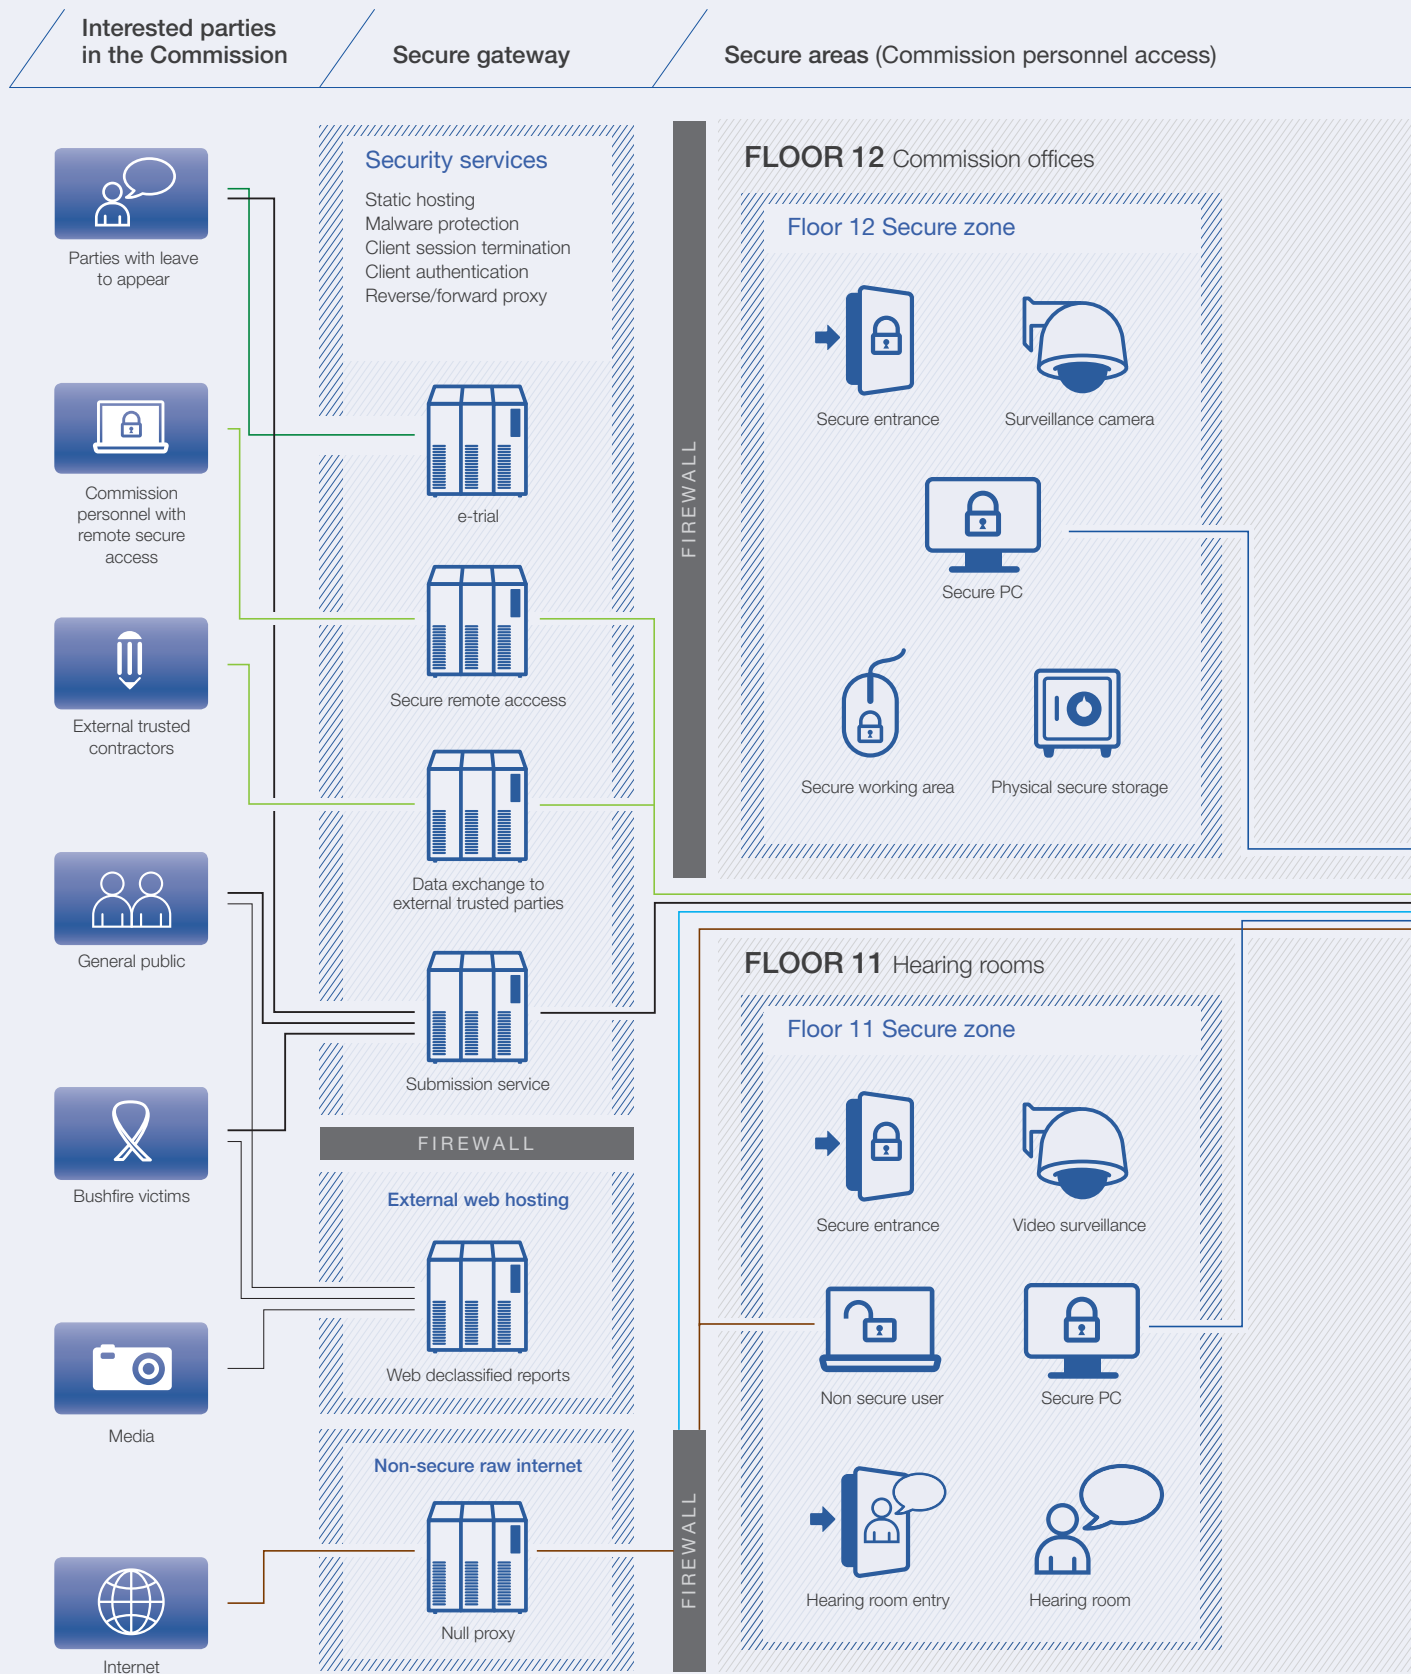 Interested parties
in the Commission
Secure gateway
Secure areas (Commission personnel access)
Parties with leave
to appear
Commission
personnel with
remote secure
access
External trusted
contractors
General public
Bushfire victims
Media
Internet
Security services
Static hosting
Malware protection
Client session termination
Client authentication
Reverse/forward proxy
e-trial
Secure remote acccess
Data exchange to
external trusted parties
Submission service
FIREWALL
External web hosting
Web declassified reports
Non-secure raw internet
Null proxy
FIREWALL
FIREWALL
FLOOR 12 Commission offices
Floor 12 Secure zone
Secure entrance
Surveillance camera
Secure PC
Secure working area
Physical secure storage
FLOOR 11 Hearing rooms
Floor 11 Secure zone
Secure entrance
Video surveillance
Non secure user
Secure PC
Hearing room entry
Hearing room